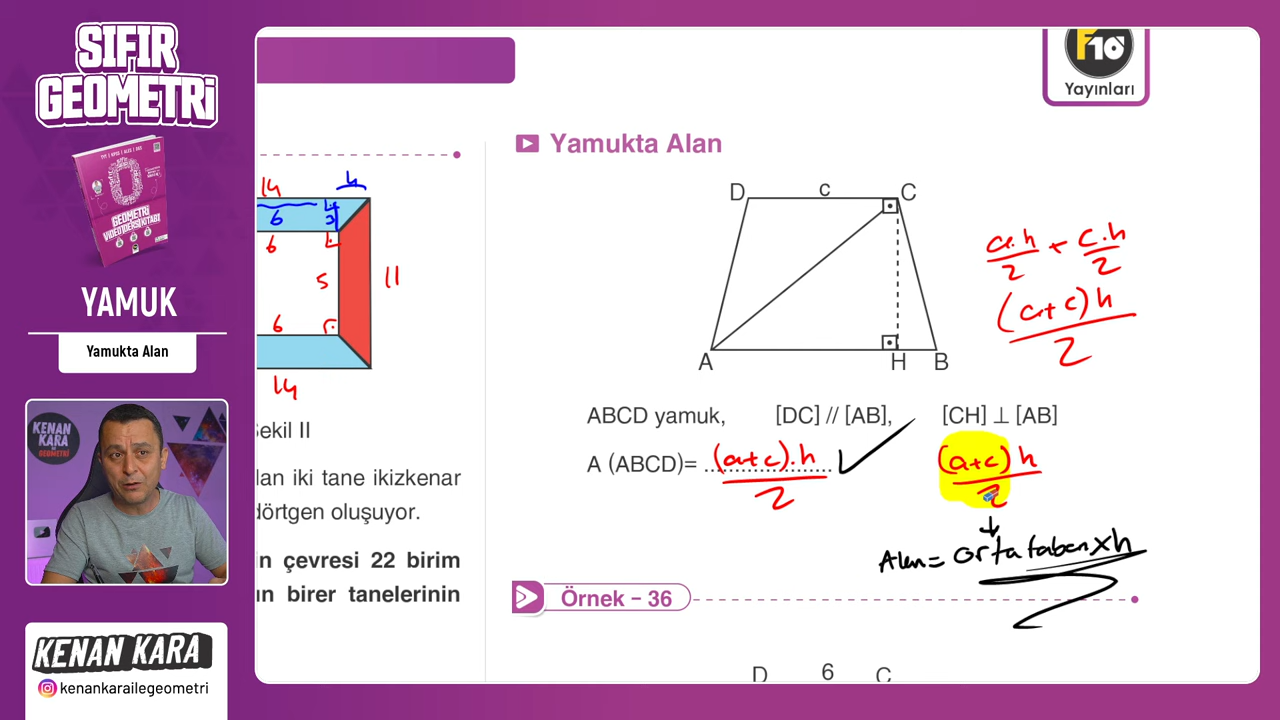 SIFIR
GEOMETRİ
GEOMETRİ
VİDEO DERS KİTABI
YAMUK
Yamukta Alan
KENAN
KARA
GEOMETRİ
KENAN KARA
kenankarailegeometri
F10
Yayınları
14
4
6
6
5
11
6
14
Şekil II
lan iki tane ikizkenar
dörtgen oluşuyor.
in çevresi 22 birim
ın birer tanelerinin
Yamukta Alan
D c C
A H B
a.h/2 + c.h/2
(a+c)h/2
ABCD yamuk, [DC] // [AB], [CH] ⊥ [AB]
A (ABCD)= (a+c).h/2
(a+c)h/2
Alan= orta taban x h
Örnek - 36
D 6 C